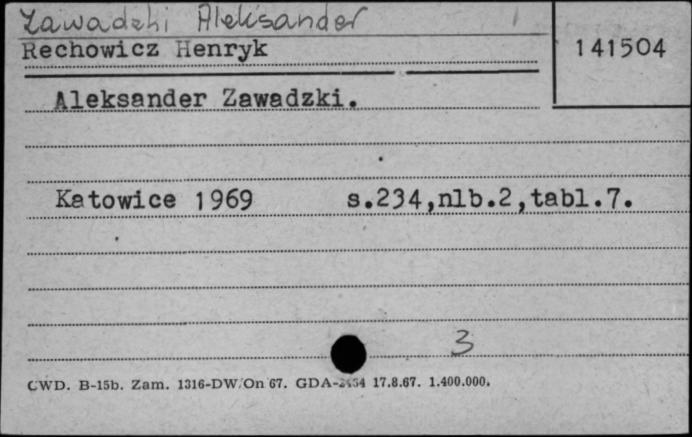 Zawadzki Aleksander
Rechowicz Henryk
141504
Aleksander Zawadzki.
Katowice 1969 s.234,nlb.2,tabl.7.
3
CWD. B-15b. Zam. 1316-DW/On 67. GDA- 17.8.67. 1.400.000.